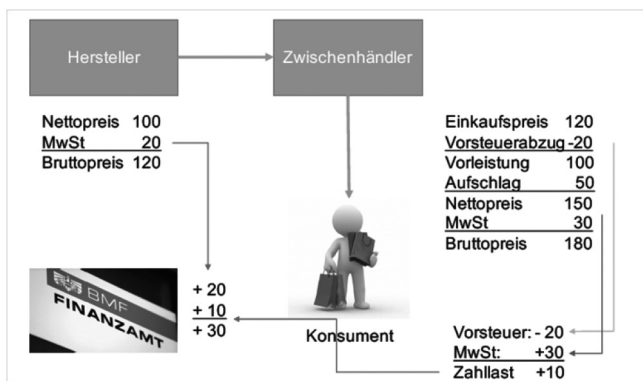 Hersteller
Zwischenhändler
Nettopreis 100
MwSt 20
Bruttopreis 120
Einkaufspreis 120
Vorsteuerabzug -20
Vorleistung 100
Aufschlag 50
Nettopreis 150
MwSt 30
Bruttopreis 180
BMF
FINANZAMT
+ 20
+ 10
+ 30
Konsument
Vorsteuer: - 20
MwSt: +30
Zahllast +10